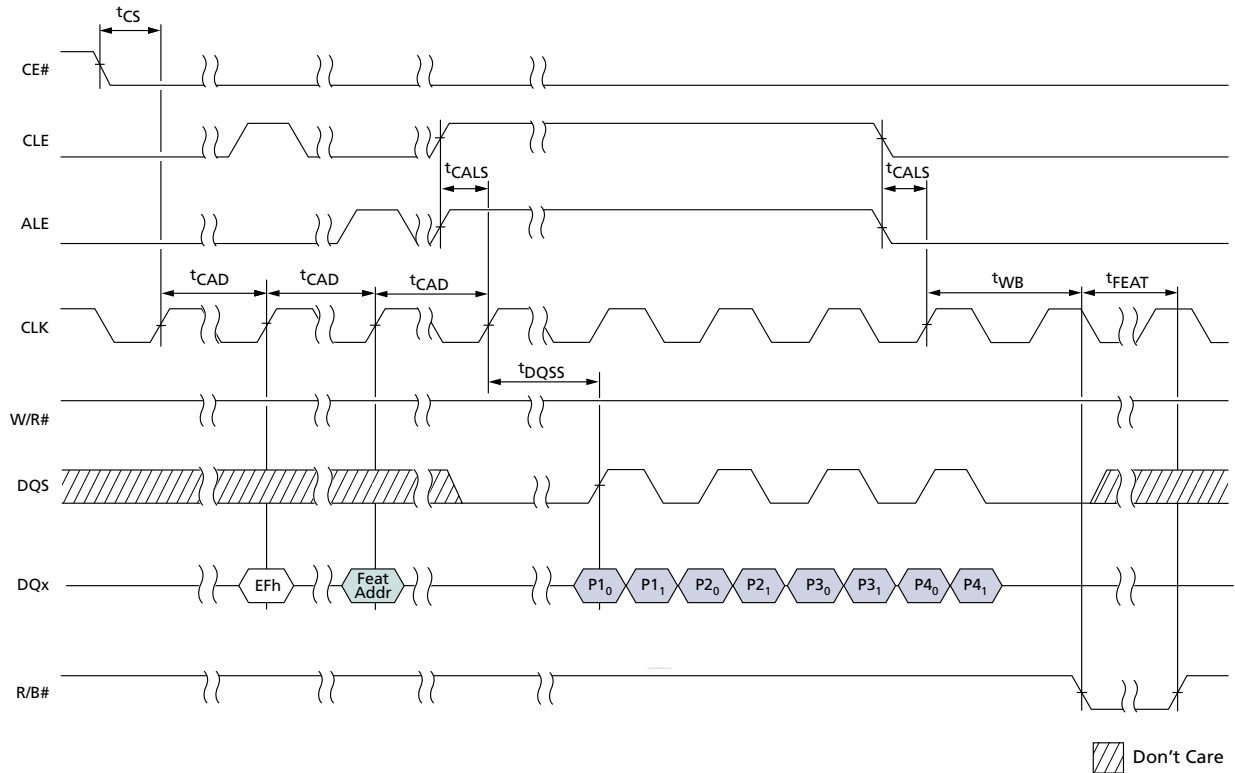 tCS
CE#
CLE
tCALS
tCALS
ALE
tCAD
tCAD
tCAD
tWB
tFEAT
CLK
tDQSS
W/R#
DQS
DQx
EFh
Feat
Addr
P10
P11
P20
P21
P30
P31
P40
P41
R/B#
Don't Care